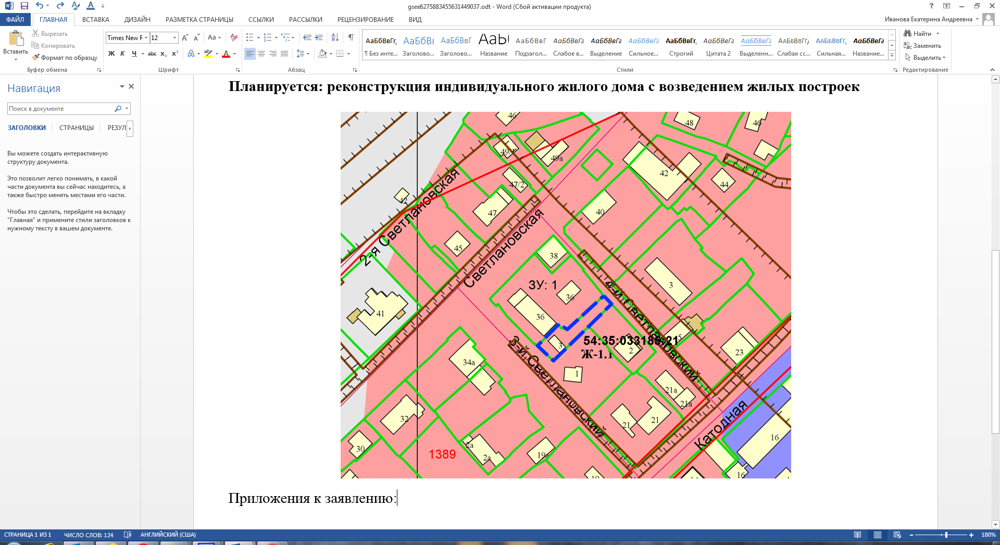 gsee6275883455631449037.odt - Word (Сбой активации продукта)
ФАЙЛ ГЛАВНАЯ ВСТАВКА ДИЗАЙН РАЗМЕТКА СТРАНИЦЫ ССЫЛКИ РАССЫЛКИ РЕЦЕНЗИРОВАНИЕ ВИД
Иванова Екатерина Андреевна
Вставить
Вырезать
Копировать
Формат по образцу
Буфер обмена
Times New R 12
Ж К Ч abc x₂ x²
Шрифт
Абзац
АаБбВвГг, АаБбВв АаБбВвГ АаБ АаБбВвГ АаБбВвГг АаБбВвГг АаБбВвГг АаБбВвГг, АаБбВвГг АаБбВвГг ААБбВвГг АаБбВвГг АаБбВвГг
¶ Без инте... Заголово... Заголово... Название Подзагол... Слабое в... Выделение Сильное... Строгий Цитата 2 Выделенн... Слабая сс... Сильная... Название...
Стили
Найти
Заменить
Выделить
Редактирование
Навигация
Поиск в документе
ЗАГОЛОВКИ СТРАНИЦЫ РЕЗУЛ
Вы можете создать интерактивную
структуру документа.
Это позволит легко понимать, в какой
части документа вы сейчас находитесь, а
также быстро менять местами его части.
Чтобы это сделать, перейдите на вкладку
"Главная" и примените стили заголовков к
нужному тексту в вашем документе.
Планируется: реконструкция индивидуального жилого дома с возведением жилых построек
46
48
46
49/1
49а
42
44
47/2
42
2-я Светлановская
47
40
45
Светлановская
38
3
ЗУ: 1
36
4-й Светлановский
41
36
3
54:35:033185:21
5
Ж-1.1
2
23
3-й Светлановский
34а
1
21а
21а
32
21
21
Катодная
16
30
2а
2а
1389
19а
16
19
Приложения к заявлению:
СТРАНИЦА 1 ИЗ 1 ЧИСЛО СЛОВ: 124 АНГЛИЙСКИЙ (США)
180%